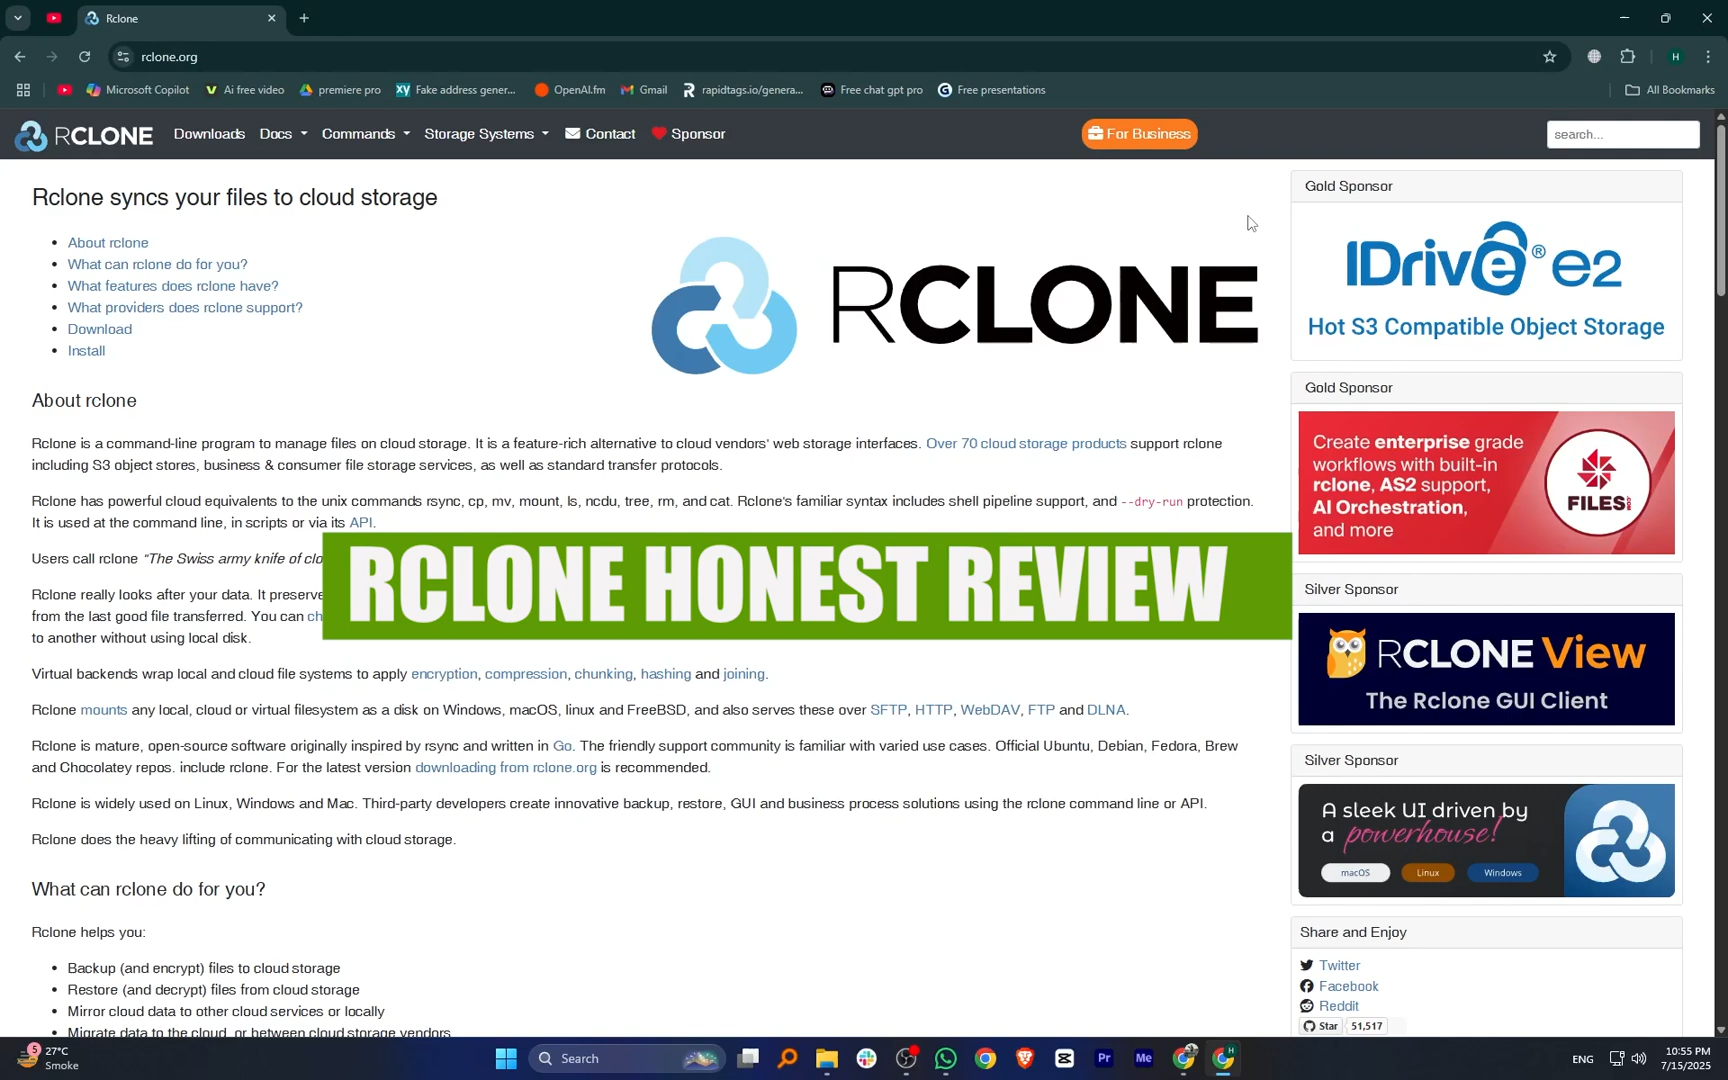 Rclone
rclone.org
Microsoft Copilot
Ai free video
premiere pro
Fake address gener...
OpenAI.fm
Gmail
rapidtags.io/genera...
Free chat gpt pro
Free presentations
All Bookmarks
RCLONE
Downloads
Docs
Commands
Storage Systems
Contact
Sponsor
For Business
search...
Rclone syncs your files to cloud storage
About rclone
What can rclone do for you?
What features does rclone have?
What providers does rclone support?
Download
Install
RCLONE
About rclone
Rclone is a command-line program to manage files on cloud storage. It is a feature-rich alternative to cloud vendors' web storage interfaces. Over 70 cloud storage products support rclone
including S3 object stores, business & consumer file storage services, as well as standard transfer protocols.
Rclone has powerful cloud equivalents to the unix commands rsync, cp, mv, mount, ls, ncdu, tree, rm, and cat. Rclone's familiar syntax includes shell pipeline support, and --dry-run protection.
It is used at the command line, in scripts or via its API.
Users call rclone "The Swiss army knife of clo
Rclone really looks after your data. It preserve
from the last good file transferred. You can ch
to another without using local disk.
RCLONE HONEST REVIEW
Virtual backends wrap local and cloud file systems to apply encryption, compression, chunking, hashing and joining.
Rclone mounts any local, cloud or virtual filesystem as a disk on Windows, macOS, linux and FreeBSD, and also serves these over SFTP, HTTP, WebDAV, FTP and DLNA.
Rclone is mature, open-source software originally inspired by rsync and written in Go. The friendly support community is familiar with varied use cases. Official Ubuntu, Debian, Fedora, Brew
and Chocolatey repos. include rclone. For the latest version downloading from rclone.org is recommended.
Rclone is widely used on Linux, Windows and Mac. Third-party developers create innovative backup, restore, GUI and business process solutions using the rclone command line or API.
Rclone does the heavy lifting of communicating with cloud storage.
What can rclone do for you?
Rclone helps you:
Backup (and encrypt) files to cloud storage
Restore (and decrypt) files from cloud storage
Mirror cloud data to other cloud services or locally
Migrate data to the cloud, or between cloud storage vendors
Gold Sponsor
IDrive® e2
Hot S3 Compatible Object Storage
Gold Sponsor
Create enterprise grade
workflows with built-in
rclone, AS2 support,
AI Orchestration,
and more
FILES.COM
Silver Sponsor
RCLONE View
The Rclone GUI Client
Silver Sponsor
A sleek UI driven by
a powerhouse!
macOS
Linux
Windows
Share and Enjoy
Twitter
Facebook
Reddit
Star 51,517
5
27°C
Smoke
Search
Pr
Me
ENG
10:55 PM
7/15/2025
H
H